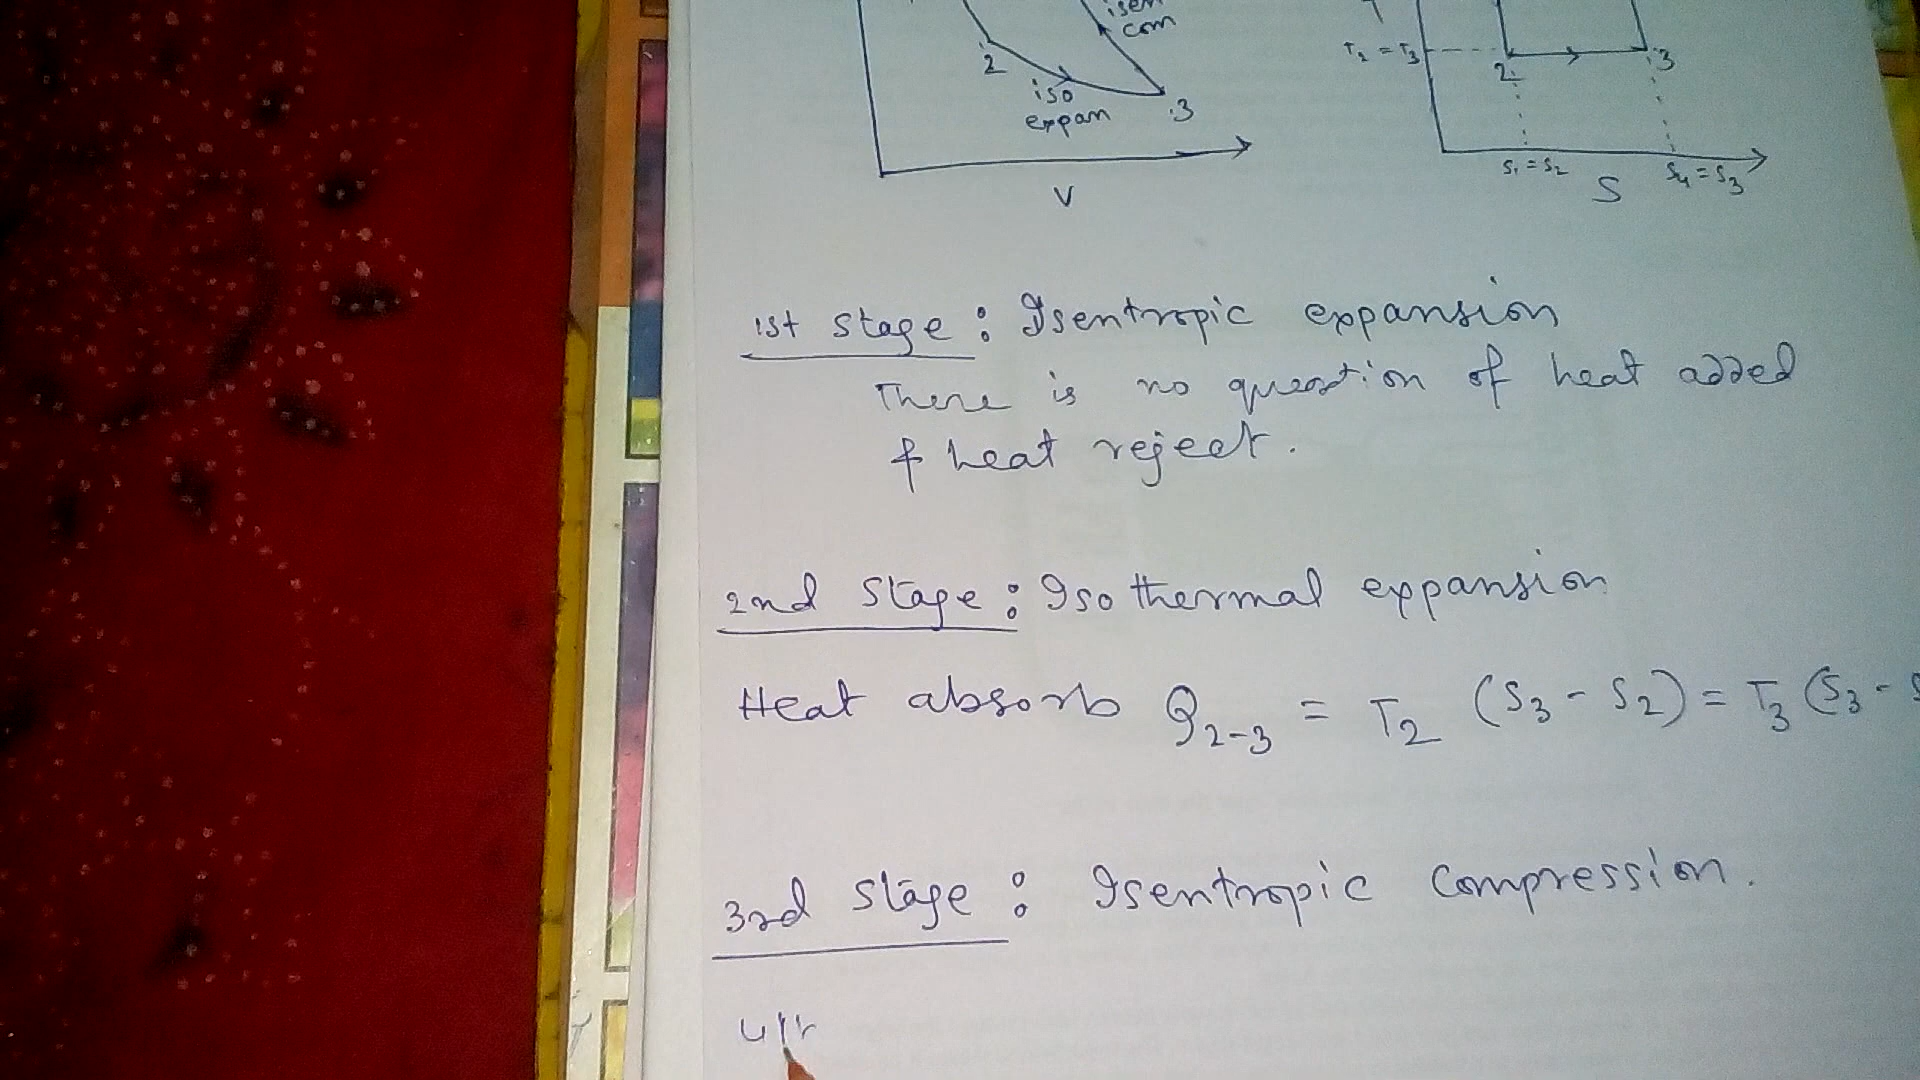 isen
com
2
iso
expan
3
V
T₂ = T₃
2
3
S₁ = S₂
S₄ = S₃
S
1st stage : Isentropic expansion
There is no question of heat added
& heat reject.
2nd stage : Isothermal expansion
Heat absorb Q₂₋₃ = T₂ (S₃ - S₂) = T₃ (S₃ - S
3rd stage : Isentropic compression.
4th